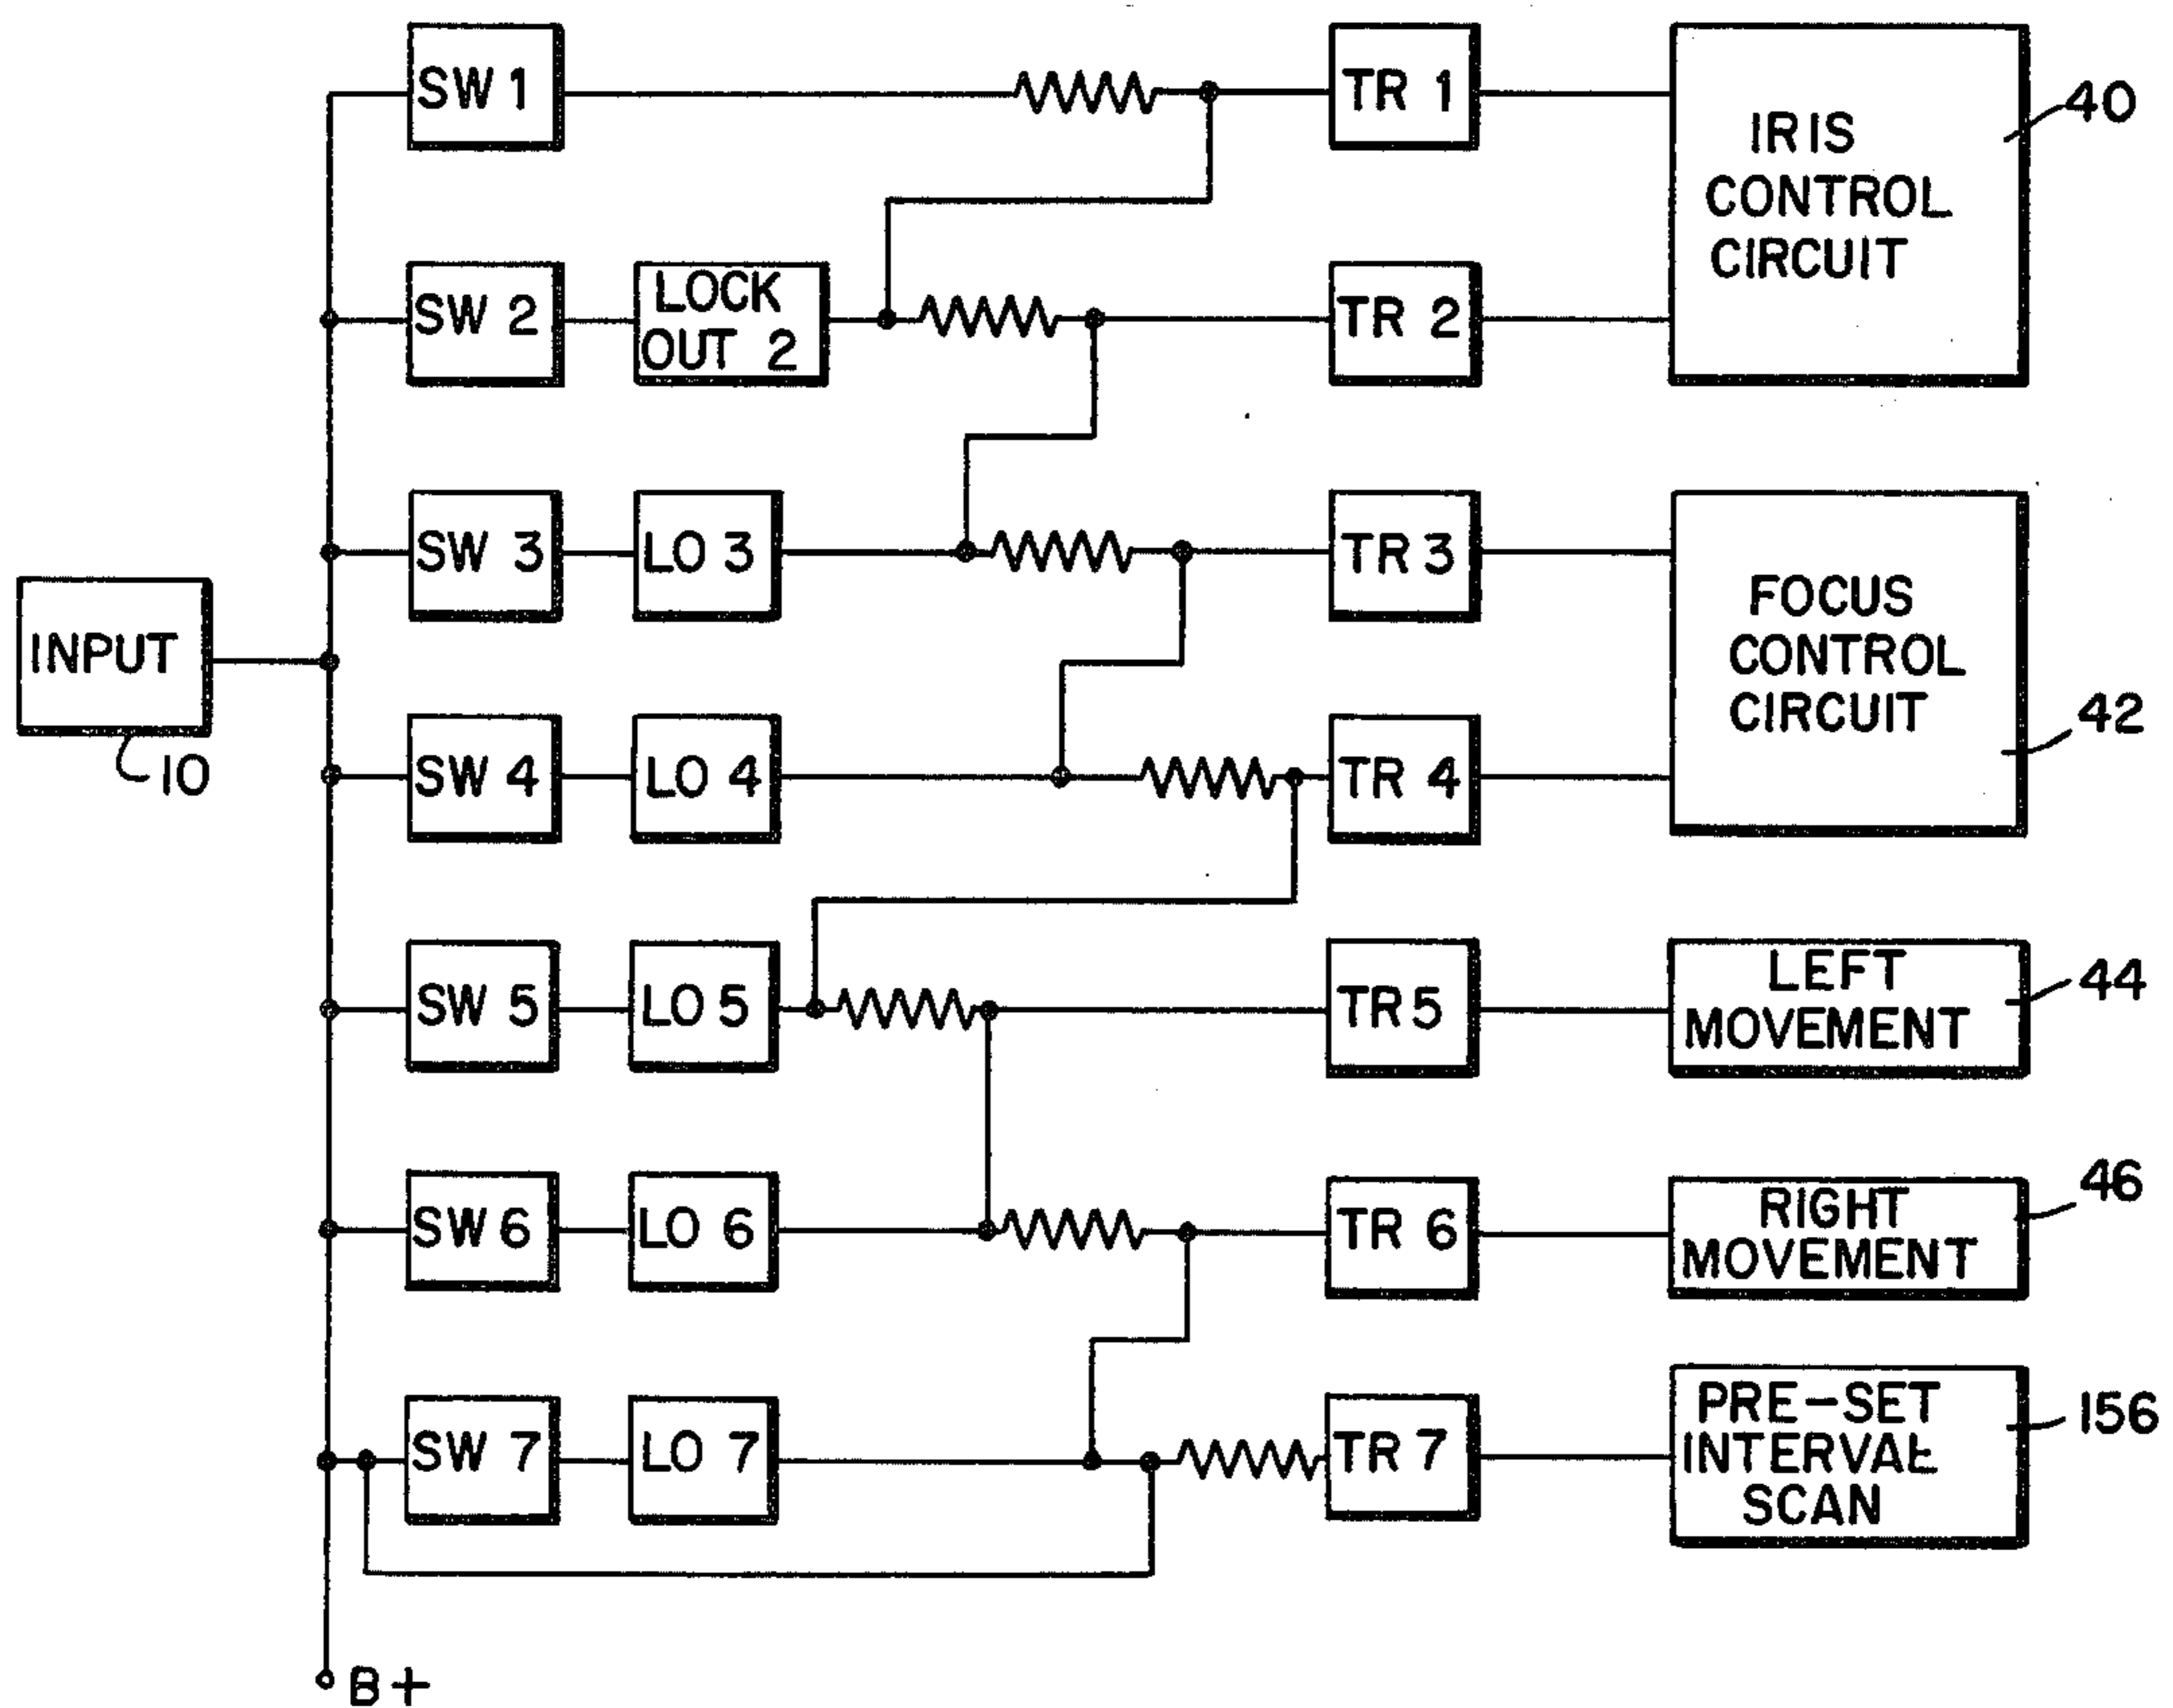 SW 1
TR 1
IRIS
CONTROL
CIRCUIT
40
SW 2
LOCK
OUT 2
TR 2
SW 3
LO 3
TR 3
FOCUS
CONTROL
CIRCUIT
42
INPUT
10
SW 4
LO 4
TR 4
SW 5
LO 5
TR 5
LEFT
MOVEMENT
44
SW 6
LO 6
TR 6
RIGHT
MOVEMENT
46
SW 7
LO 7
TR 7
PRE-SET
INTERVAL
SCAN
156
B+